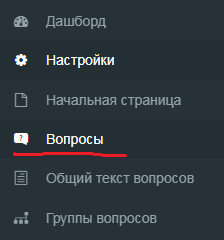 Дашборд
Настройки
Начальная страница
Вопросы
Общий текст вопросов
Группы вопросов